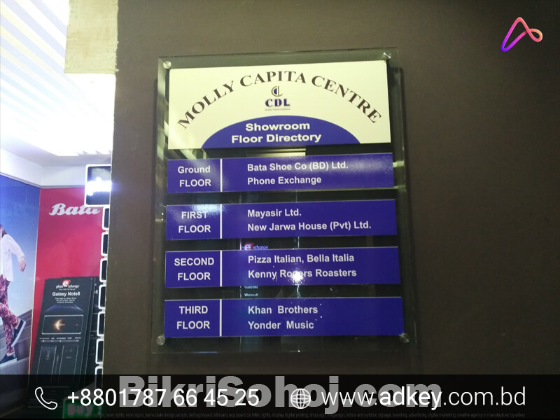 MOLLY CAPITA CENTRE
CDL
Showroom
Floor Directory
Ground FLOOR
Bata Shoe Co (BD) Ltd.
Phone Exchange
FIRST FLOOR
Mayasir Ltd.
New Jarwa House (Pvt) Ltd.
SECOND FLOOR
Pizza Italian, Bella Italia
Kenny Rogers Roasters
THIRD FLOOR
Khan Brothers
Yonder Music
Bata
Galaxy Note8
BikriSohoj.com
+8801787 66 45 25
www.adkey.com.bd